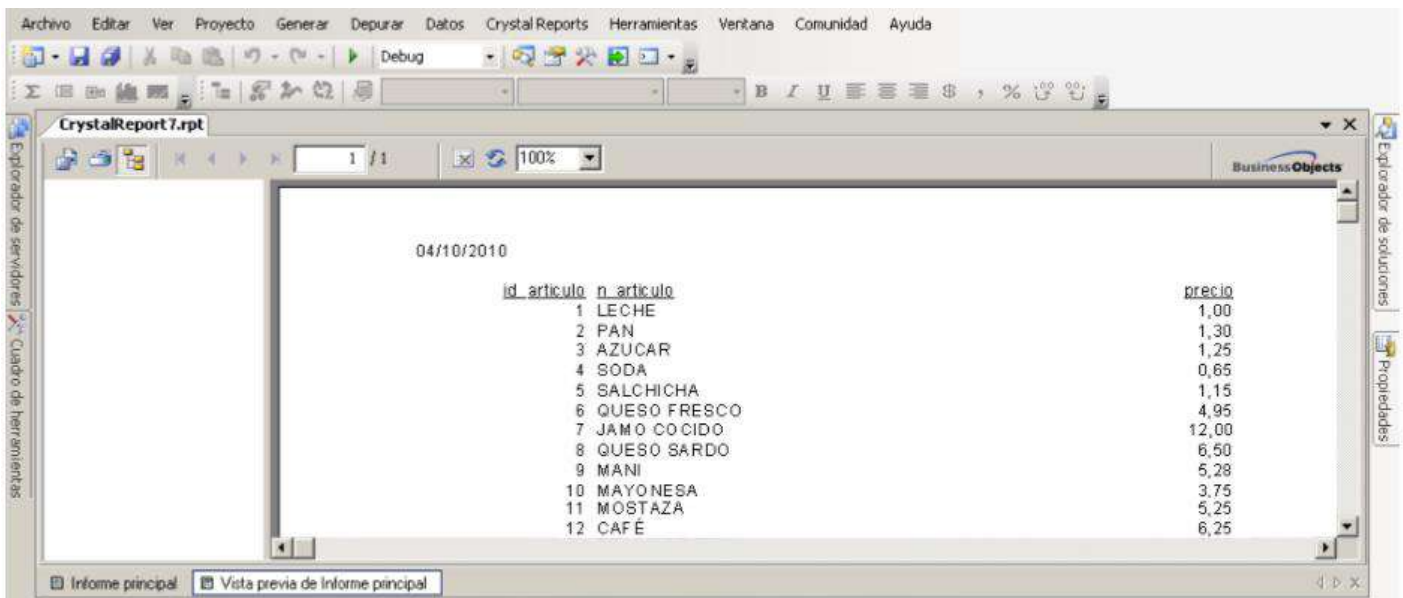 Archivo Editar Ver Proyecto Generar Depurar Datos Crystal Reports Herramientas Ventana Comunidad Ayuda
Debug
Σ B I U $ , %
CrystalReport7.rpt
1 /1 100% BusinessObjects
04/10/2010
id_articulo n_articulo precio
1 LECHE 1,00
2 PAN 1,30
3 AZUCAR 1,25
4 SODA 0,65
5 SALCHICHA 1,15
6 QUESO FRESCO 4,95
7 JAMO COCIDO 12,00
8 QUESO SARDO 6,50
9 MANI 5,28
10 MAYONESA 3,75
11 MOSTAZA 5,25
12 CAFÉ 6,25
Informe principal Vista previa de Informe principal
Explorador de servidores
Cuadro de herramientas
Explorador de soluciones
Propiedades